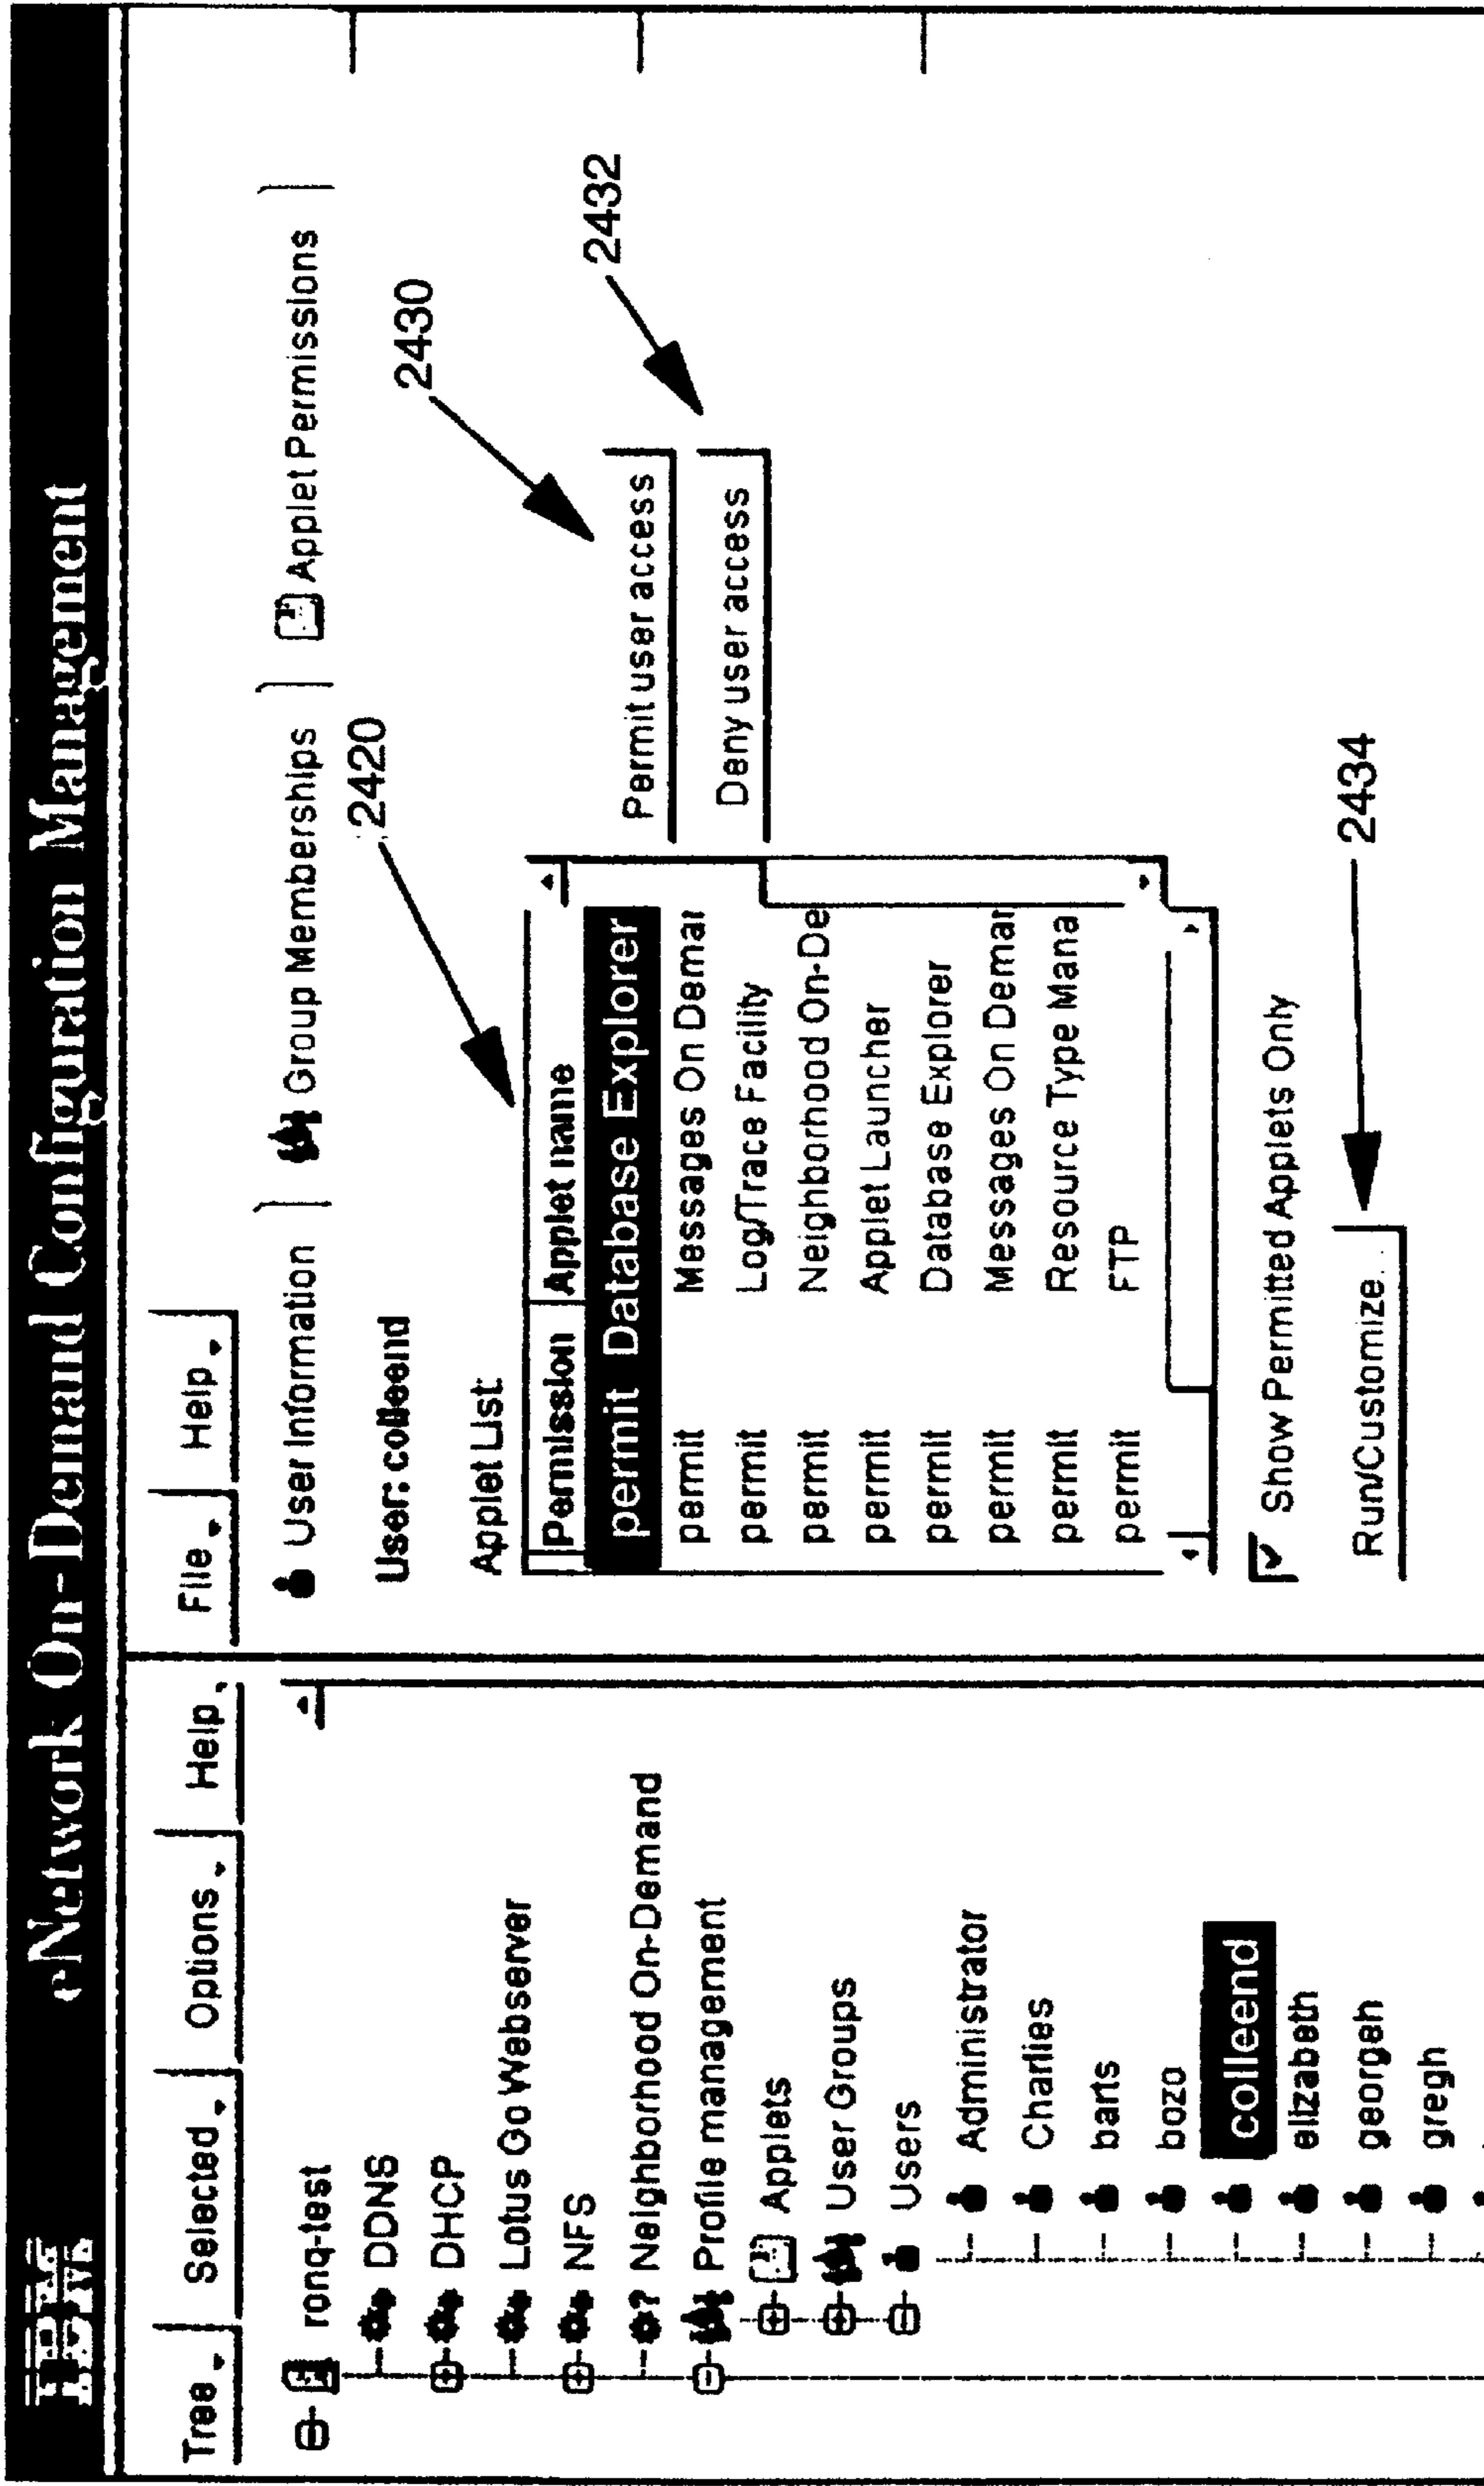 IBM eNetwork On-Demand Configuration Management
Tree Selected Options Help
ronq-test
DDNS
DHCP
Lotus Go Webserver
NFS
Neighborhood On-Demand
Profile management
Applets
User Groups
Users
Administrator
Charlies
barts
bozo
colleend
elizabeth
georgeh
gregh
File Help
User Information Group Memberships Applet Permissions
User: colleend
2420
2430
2432
Applet List:
Permission Applet name
permit Database Explorer
permit Messages On Deman
permit Log/Trace Facility
permit Neighborhood On-De
permit Applet Launcher
permit Database Explorer
permit Messages On Deman
permit Resource Type Mana
permit FTP
Permit user access
Deny user access
Show Permitted Applets Only
Run/Customize...
2434